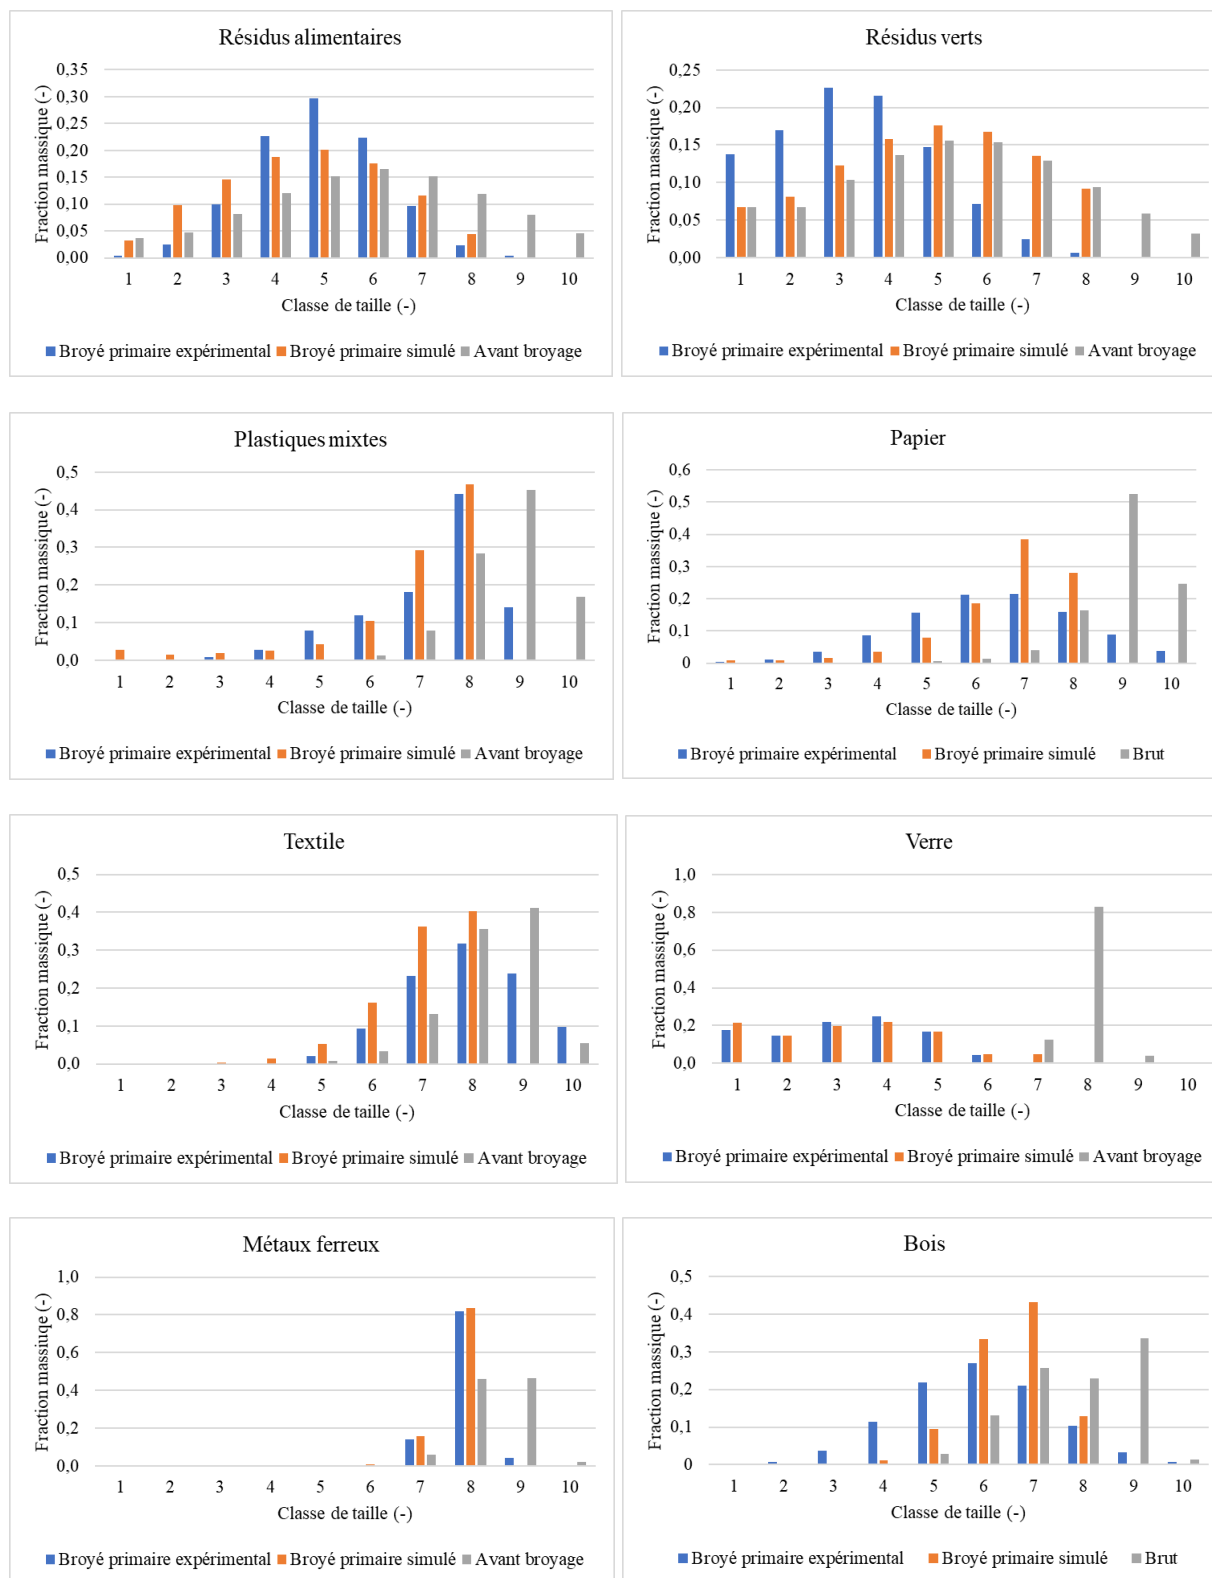 Résidus alimentaires
Fraction massique (-)
0,35
0,30
0,25
0,20
0,15
0,10
0,05
0,00
1 2 3 4 5 6 7 8 9 10
Classe de taille (-)
Broyé primaire expérimental Broyé primaire simulé Avant broyage
Résidus verts
Fraction massique (-)
0,25
0,20
0,15
0,10
0,05
0,00
1 2 3 4 5 6 7 8 9 10
Classe de taille (-)
Broyé primaire expérimental Broyé primaire simulé Avant broyage
Plastiques mixtes
Fraction massique (-)
0,5
0,4
0,3
0,2
0,1
0,0
1 2 3 4 5 6 7 8 9 10
Classe de taille (-)
Broyé primaire expérimental Broyé primaire simulé Avant broyage
Papier
Fraction massique (-)
0,6
0,5
0,4
0,3
0,2
0,1
0
1 2 3 4 5 6 7 8 9 10
Classe de taille (-)
Broyé primaire expérimental Broyé primaire simulé Brut
Textile
Fraction massique (-)
0,5
0,4
0,3
0,2
0,1
0,0
1 2 3 4 5 6 7 8 9 10
Classe de taille (-)
Broyé primaire expérimental Broyé primaire simulé Avant broyage
Verre
Fraction massique (-)
1,0
0,8
0,6
0,4
0,2
0,0
1 2 3 4 5 6 7 8 9 10
Classe de taille (-)
Broyé primaire expérimental Broyé primaire simulé Avant broyage
Métaux ferreux
Fraction massiuqe (-)
1,0
0,8
0,6
0,4
0,2
0,0
1 2 3 4 5 6 7 8 9 10
Classe de taille (-)
Broyé primaire expérimental Broyé primaire simulé Avant broyage
Bois
Fraction massique (-)
0,5
0,4
0,3
0,2
0,1
0
1 2 3 4 5 6 7 8 9 10
Classe de taille (-)
Broyé primaire expérimental Broyé primaire simulé Brut